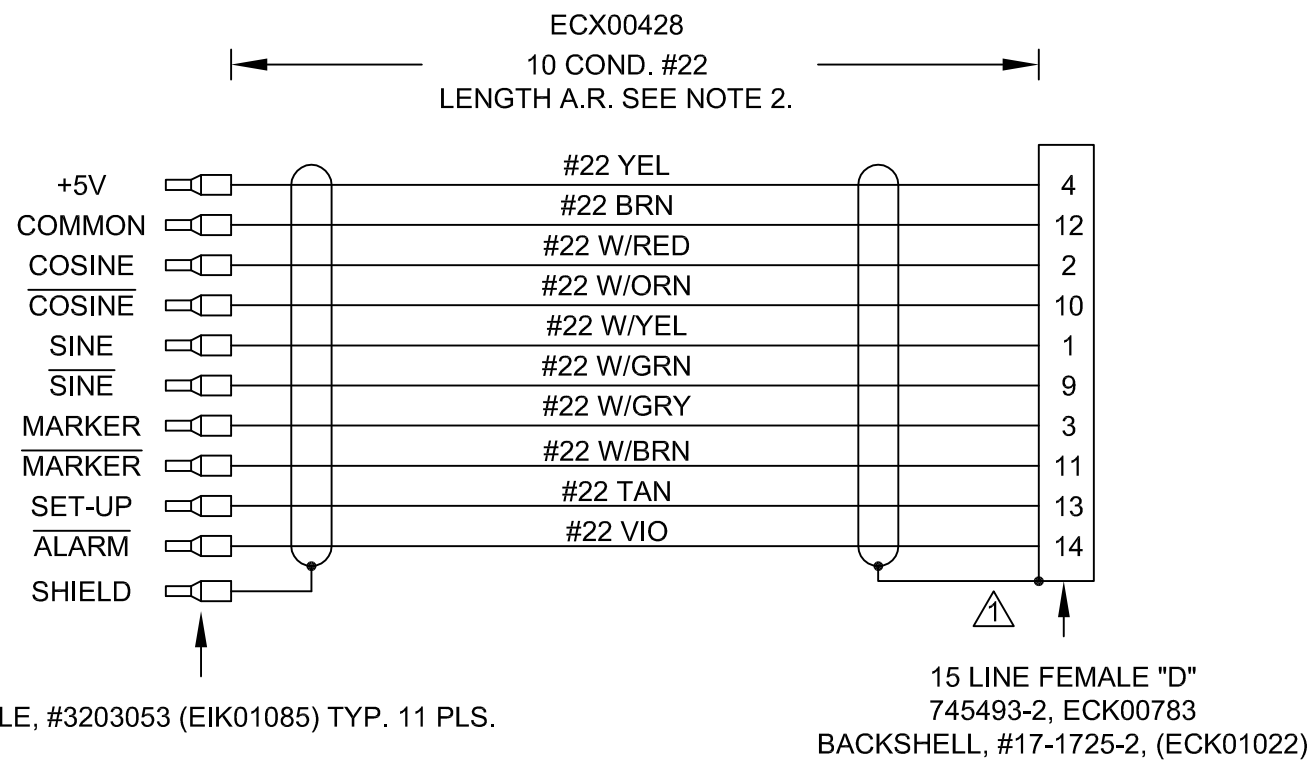 ECX00428
10 COND. #22
LENGTH A.R. SEE NOTE 2.
+5V #22 YEL 4
COMMON #22 BRN 12
COSINE #22 W/RED 2
COSINE #22 W/ORN 10
SINE #22 W/YEL 1
SINE #22 W/GRN 9
MARKER #22 W/GRY 3
MARKER #22 W/BRN 11
SET-UP #22 TAN 13
ALARM #22 VIO 14
SHIELD
1
15 LINE FEMALE "D"
745493-2, ECK00783
BACKSHELL, #17-1725-2, (ECK01022)
LE, #3203053 (EIK01085) TYP. 11 PLS.